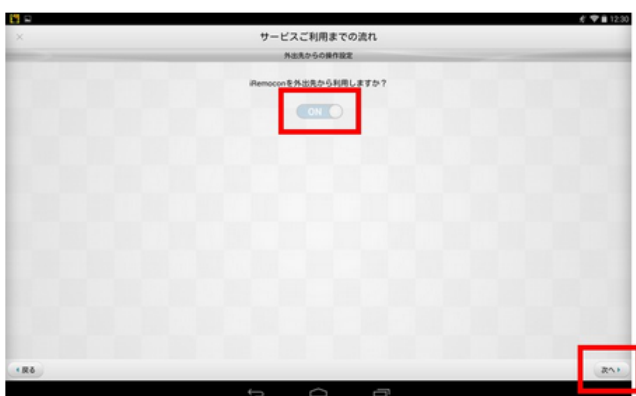 12:30
サービスご利用までの流れ
外出先からの操作設定
iRemoconを外出先から利用しますか？
ON
戻る
次へ